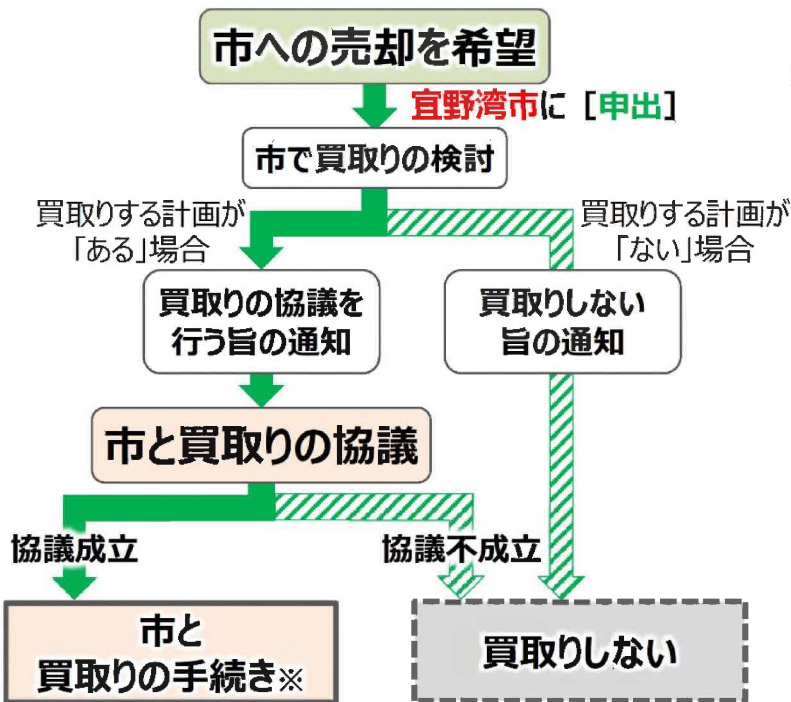 市への売却を希望
宜野湾市に［申出］
市で買取りの検討
買取りする計画が
「ある」場合
買取りする計画が
「ない」場合
買取りの協議を
行う旨の通知
買取りしない
旨の通知
市と買取りの協議
協議成立
協議不成立
市と
買取りの手続き※
買取りしない